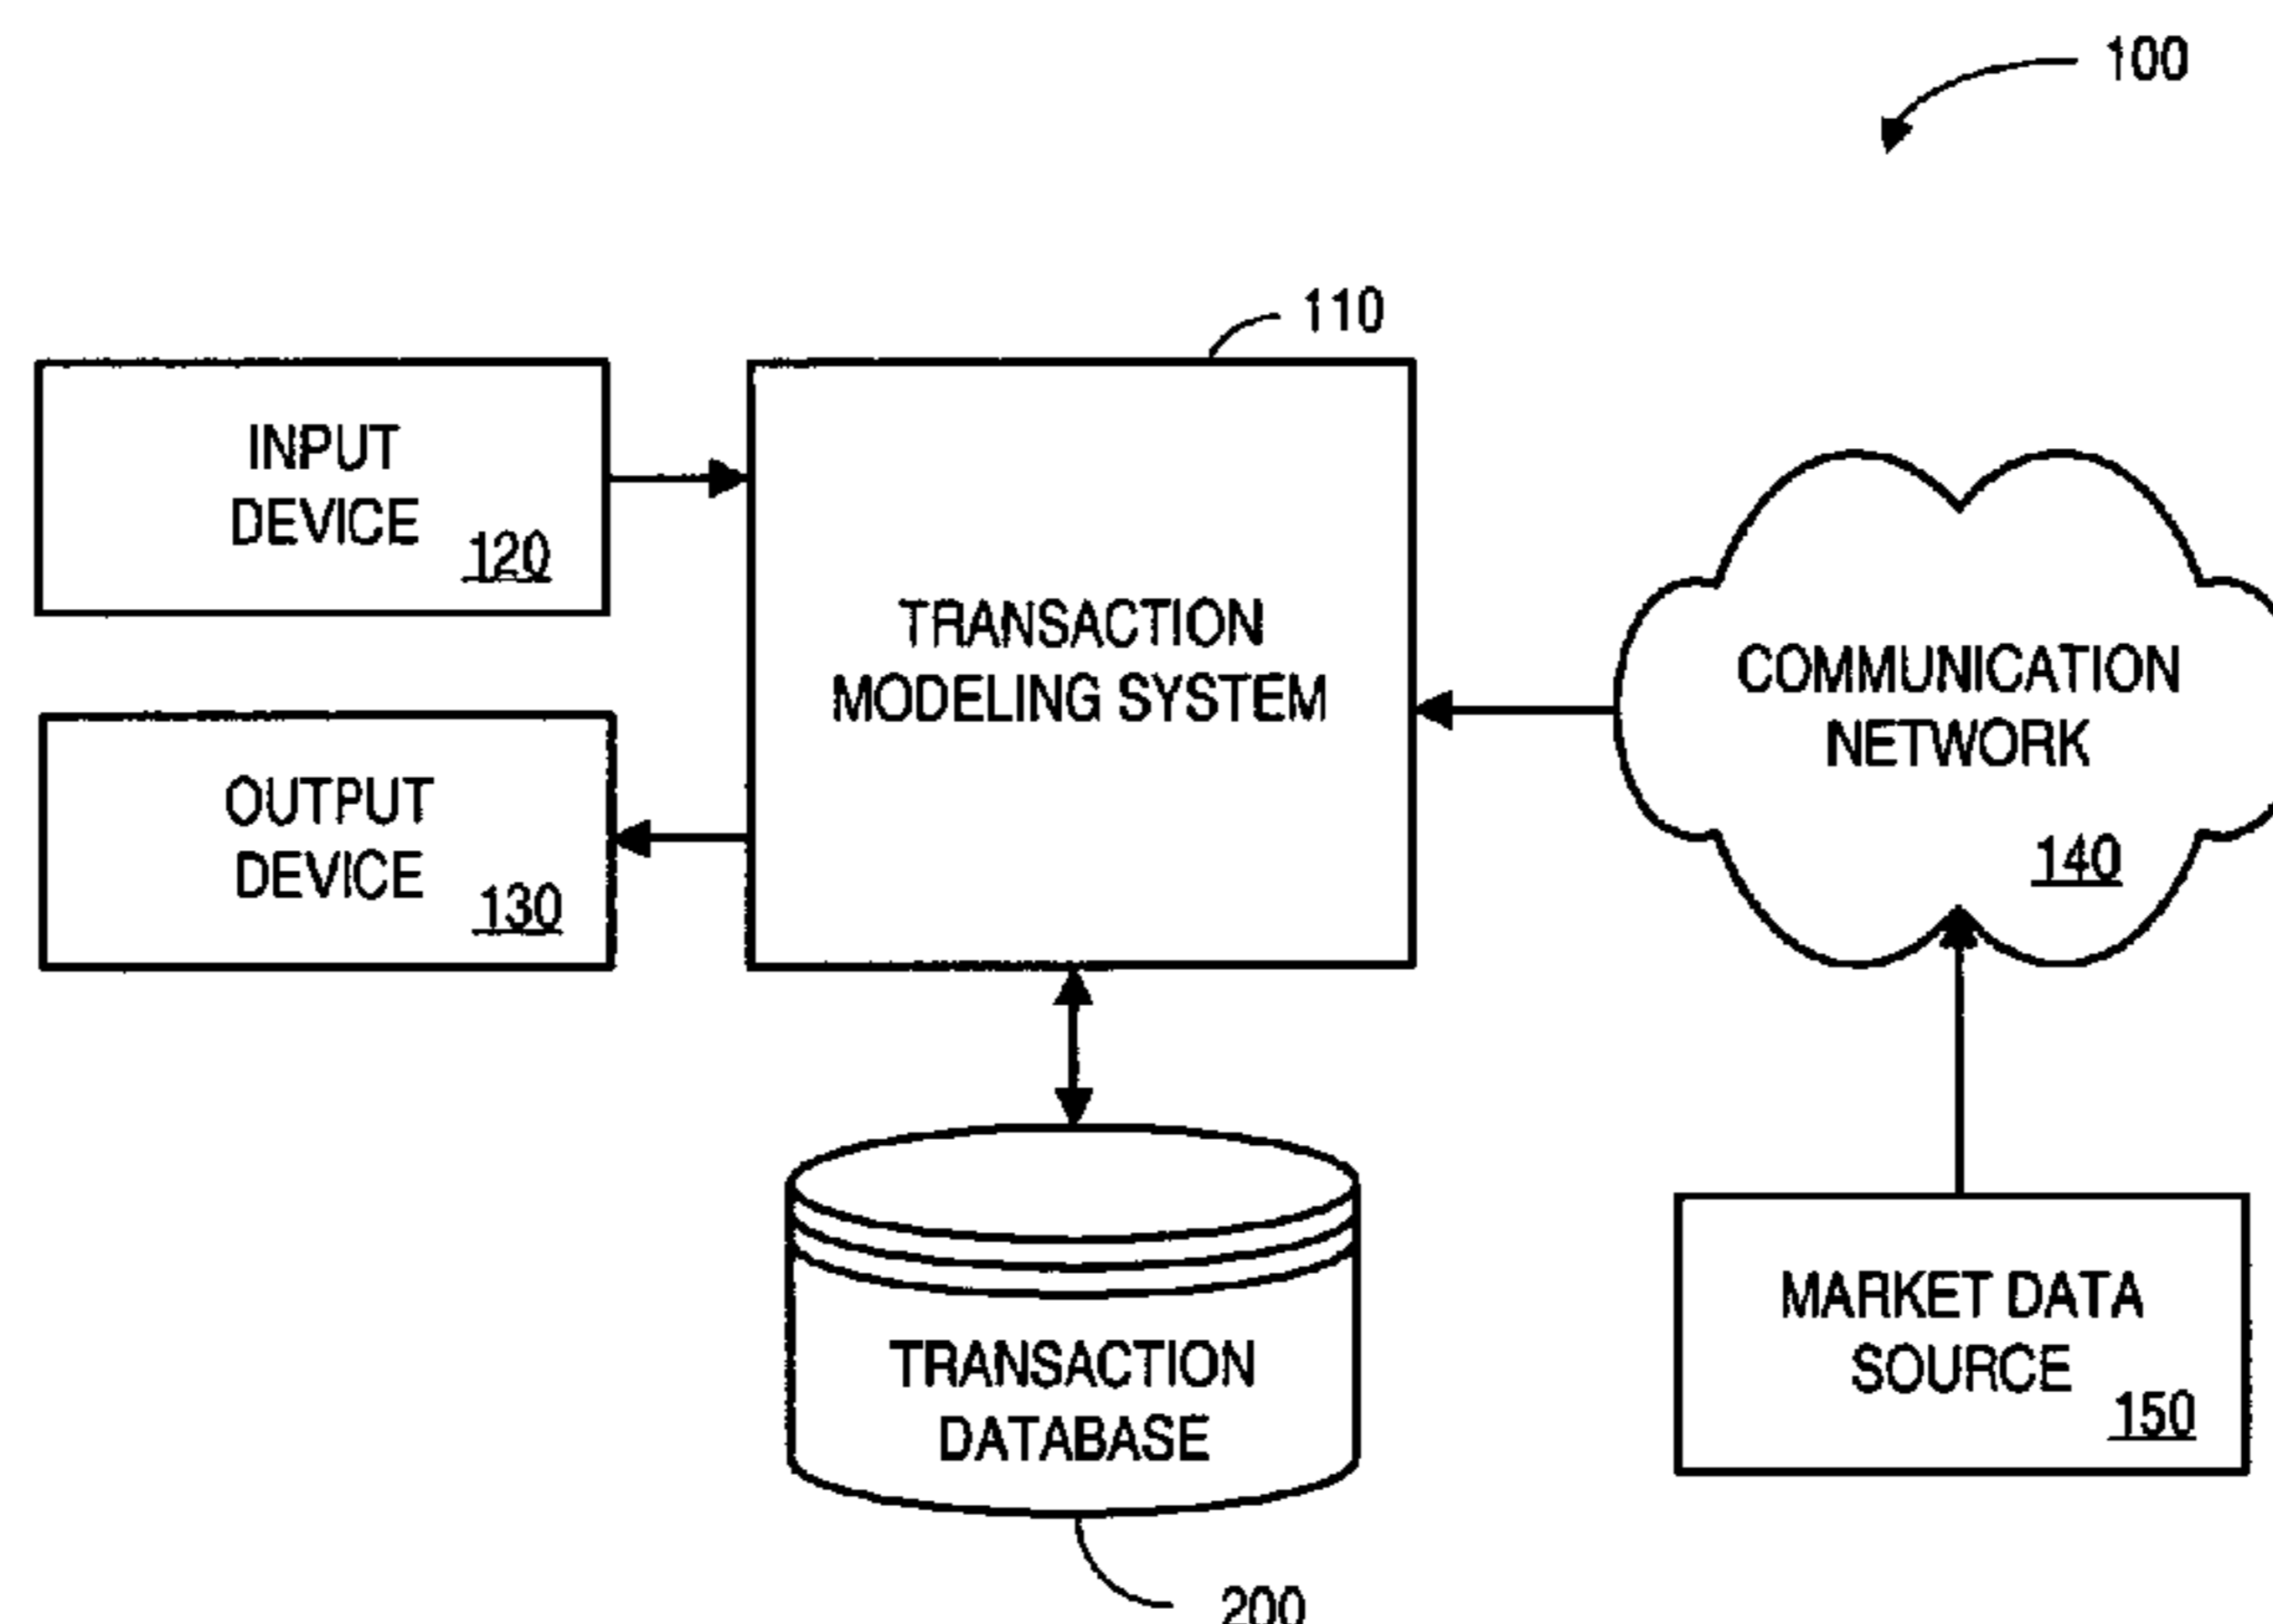 100
110
INPUT
DEVICE
120
TRANSACTION
MODELING SYSTEM
COMMUNICATION
NETWORK
140
OUTPUT
DEVICE
130
TRANSACTION
DATABASE
200
MARKET DATA
SOURCE
150